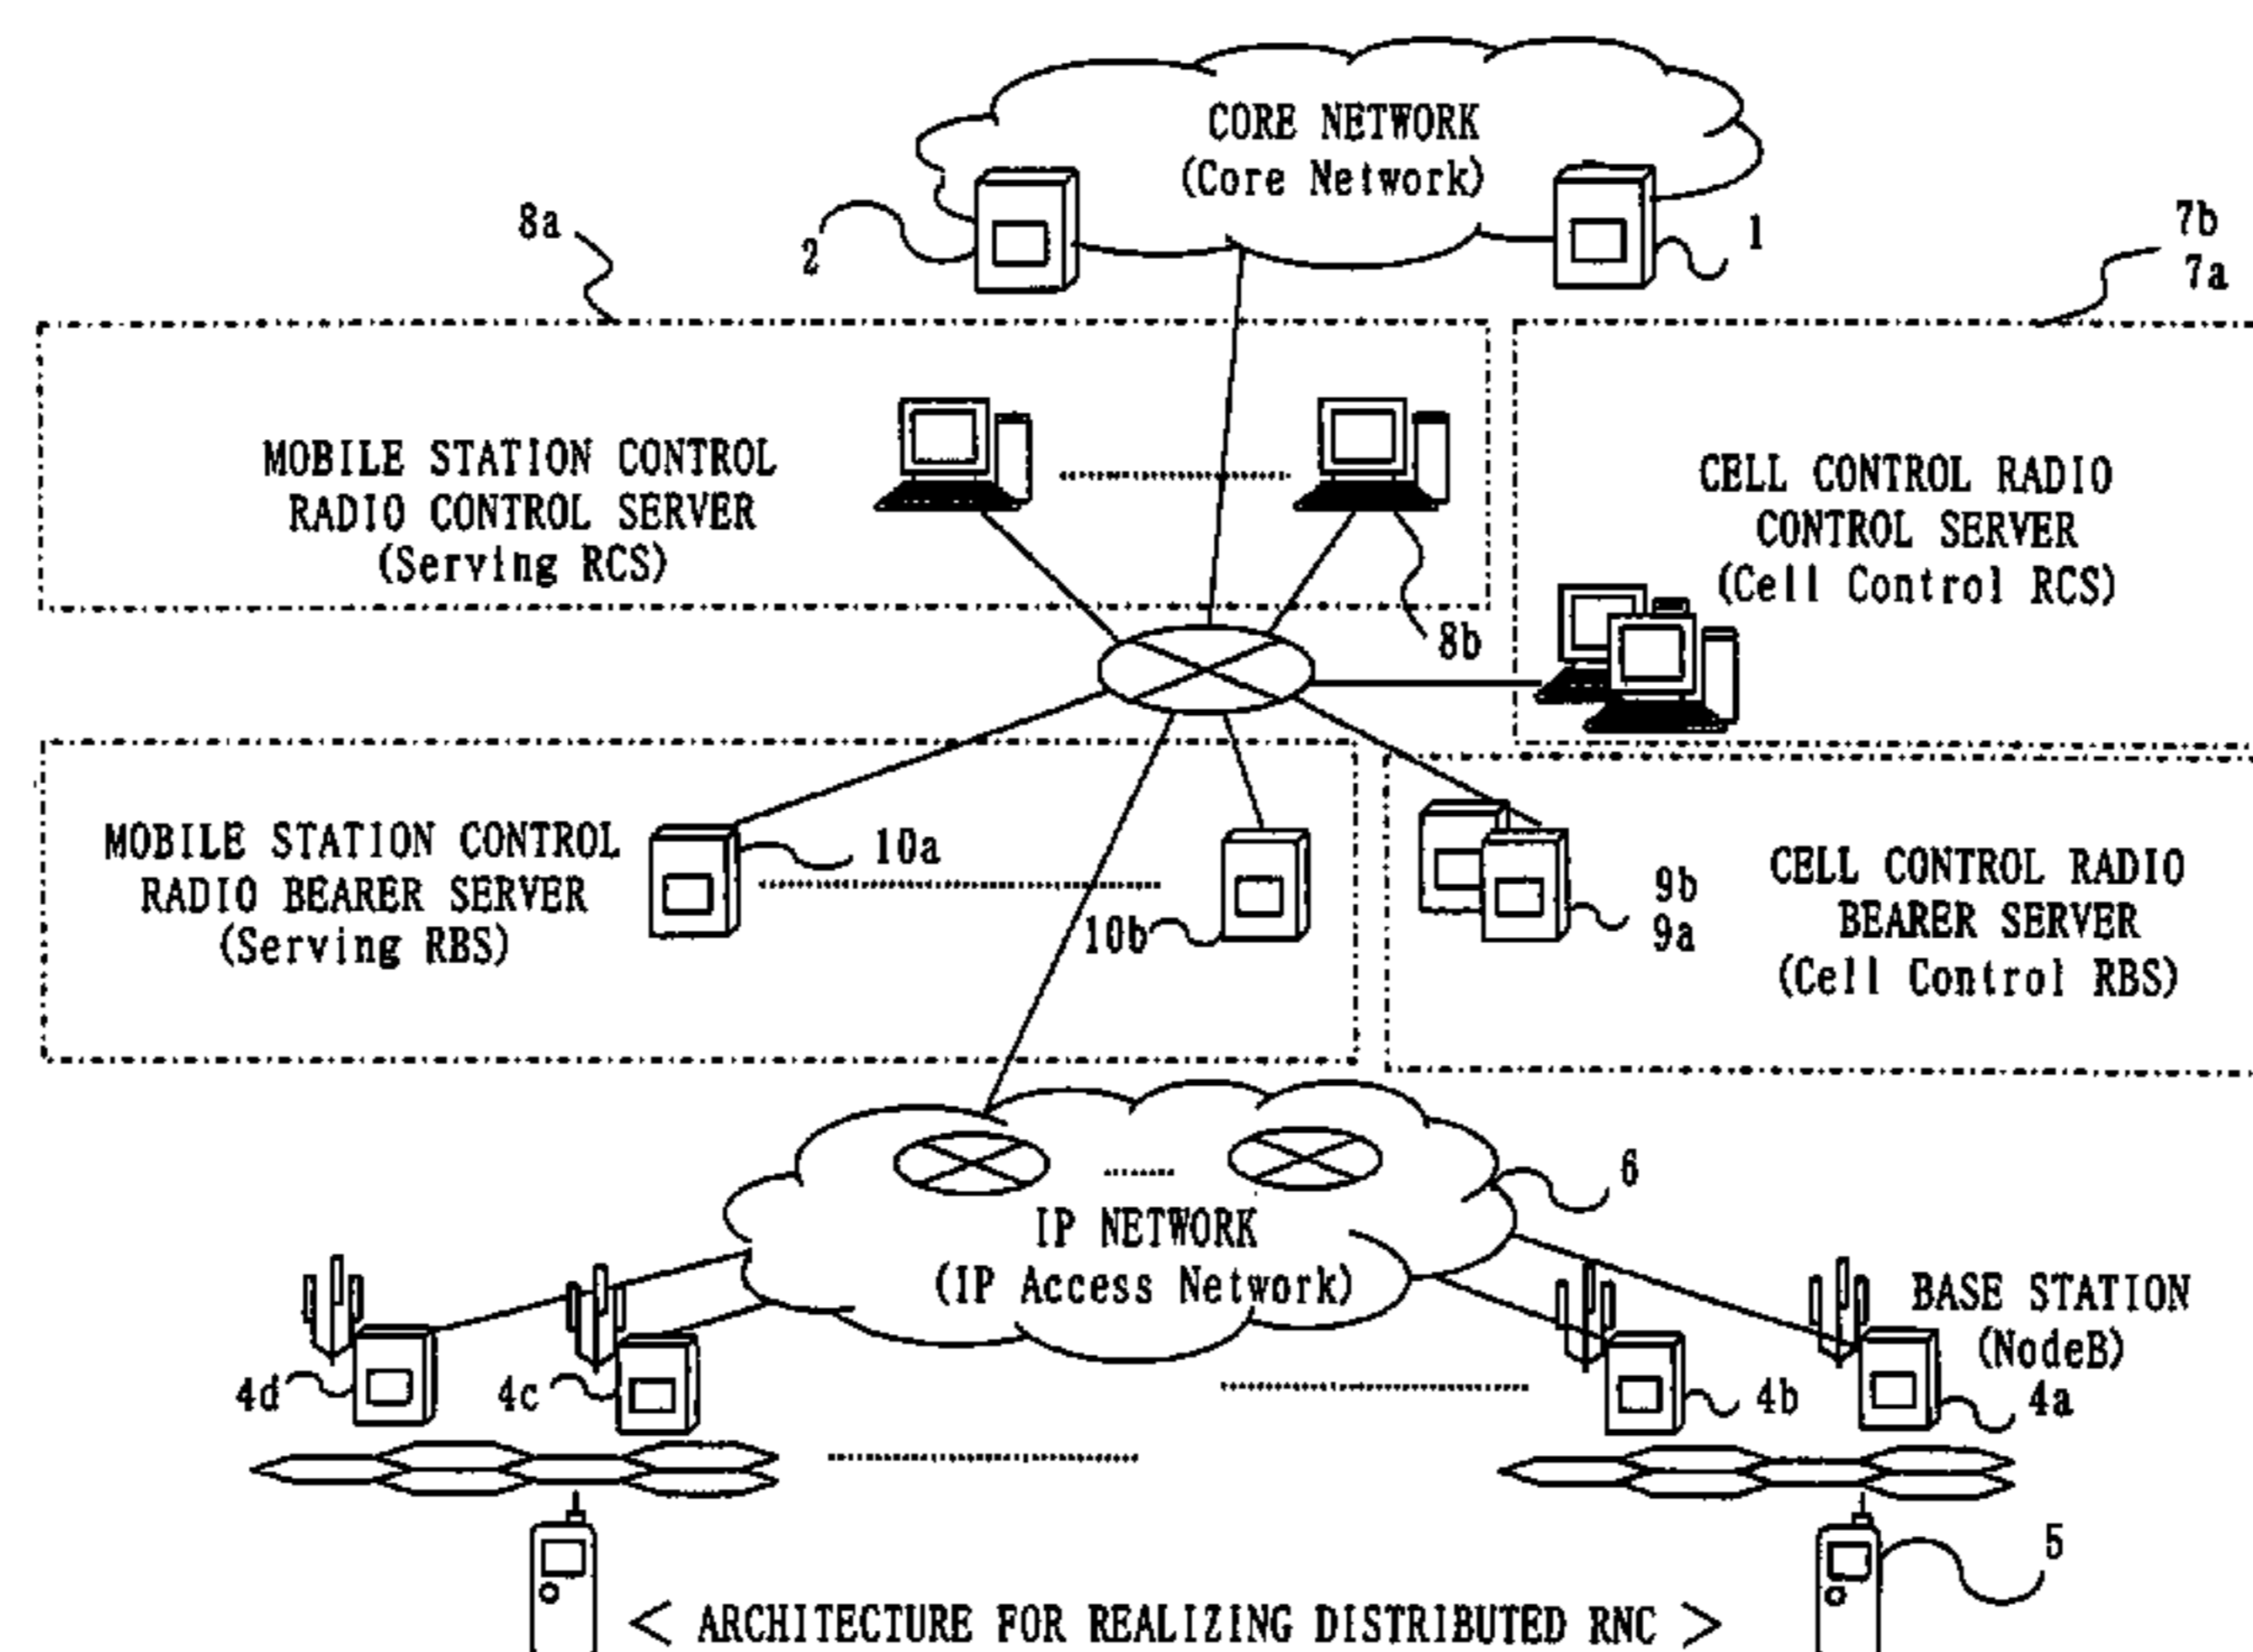 CORE NETWORK
(Core Network)
8a
2
1
7b
7a
MOBILE STATION CONTROL
RADIO CONTROL SERVER
(Serving RCS)
CELL CONTROL RADIO
CONTROL SERVER
(Cell Control RCS)
8b
MOBILE STATION CONTROL
RADIO BEARER SERVER
(Serving RBS)
10a
10b
9b
9a
CELL CONTROL RADIO
BEARER SERVER
(Cell Control RBS)
6
IP NETWORK
(IP Access Network)
BASE STATION
(NodeB)
4d
4c
4b
4a
5
< ARCHITECTURE FOR REALIZING DISTRIBUTED RNC >